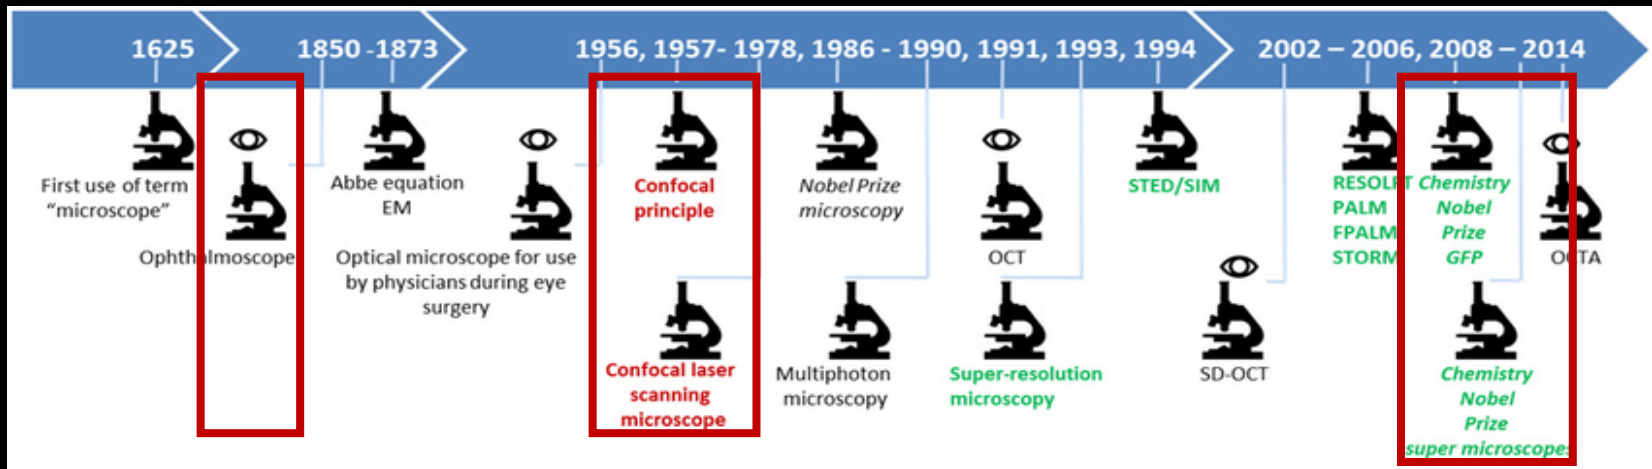 1625
1850 -1873
1956, 1957- 1978, 1986 - 1990, 1991, 1993, 1994
2002 – 2006, 2008 – 2014
First use of term
“microscope”
Ophthalmoscope
Abbe equation
EM
Optical microscope for use
by physicians during eye
surgery
Confocal
principle
Confocal laser
scanning
microscope
Nobel Prize
microscopy
Multiphoton
microscopy
OCT
Super-resolution
microscopy
STED/SIM
SD-OCT
RESOLFT
PALM
FPALM
STORM
Chemistry
Nobel
Prize
GFP
Chemistry
Nobel
Prize
super microscopes
OCTA